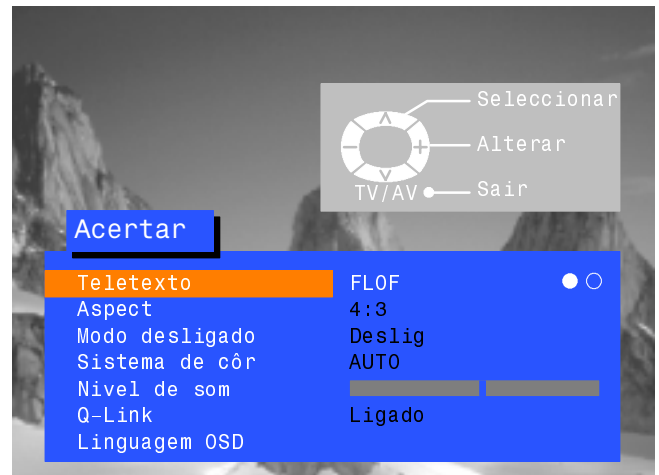 Seleccionar
Alterar
TV/AV Sair
Acertar
Teletexto FLOF
Aspect 4:3
Modo desligado Deslig
Sistema de côr AUTO
Nivel de som
Q-Link Ligado
Linguagem OSD